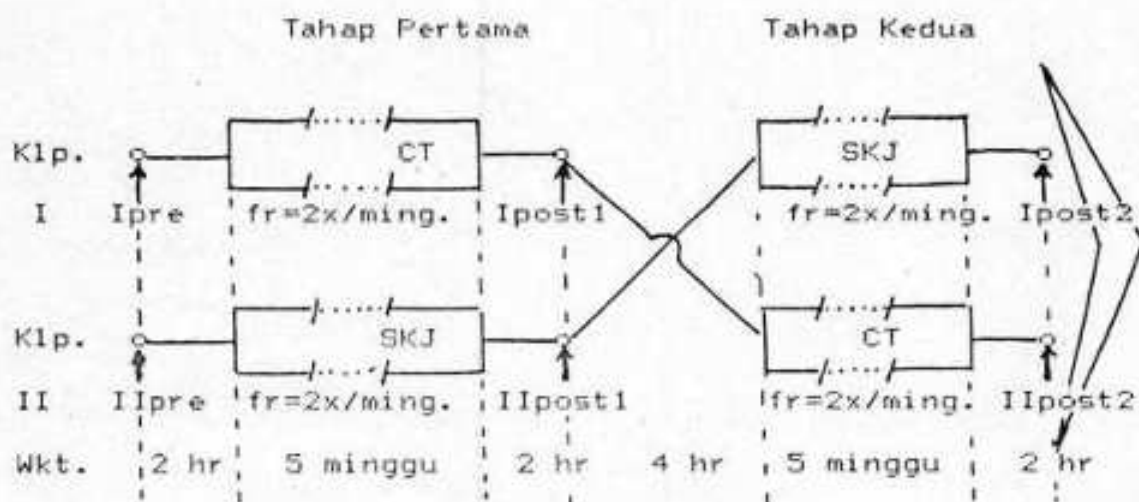 Tahap Pertama Tahap Kedua
Klp. CT SKJ
I Ipre fr=2x/ming. Ipost1 fr=2x/ming. Ipost2
Klp. SKJ CT
II IIpre fr=2x/ming. IIpost1 fr=2x/ming. IIpost2
Wkt. 2 hr 5 minggu 2 hr 4 hr 5 minggu 2 hr